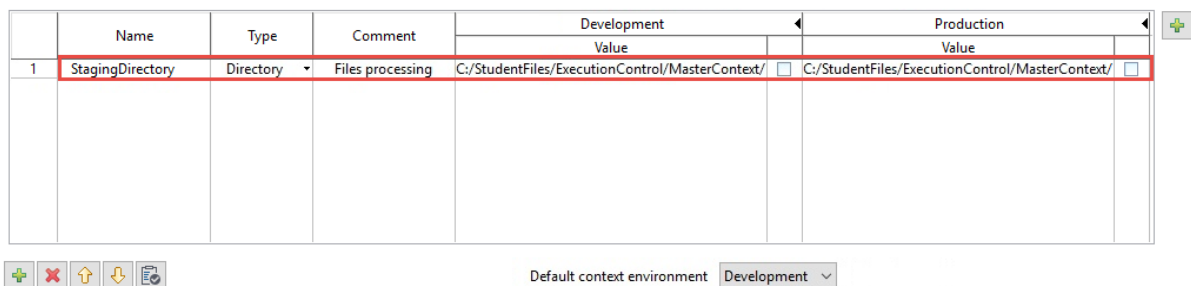 Name Type Comment Development Production
Value Value
1 StagingDirectory Directory Files processing C:/StudentFiles/ExecutionControl/MasterContext/ C:/StudentFiles/ExecutionControl/MasterContext/
Default context environment Development